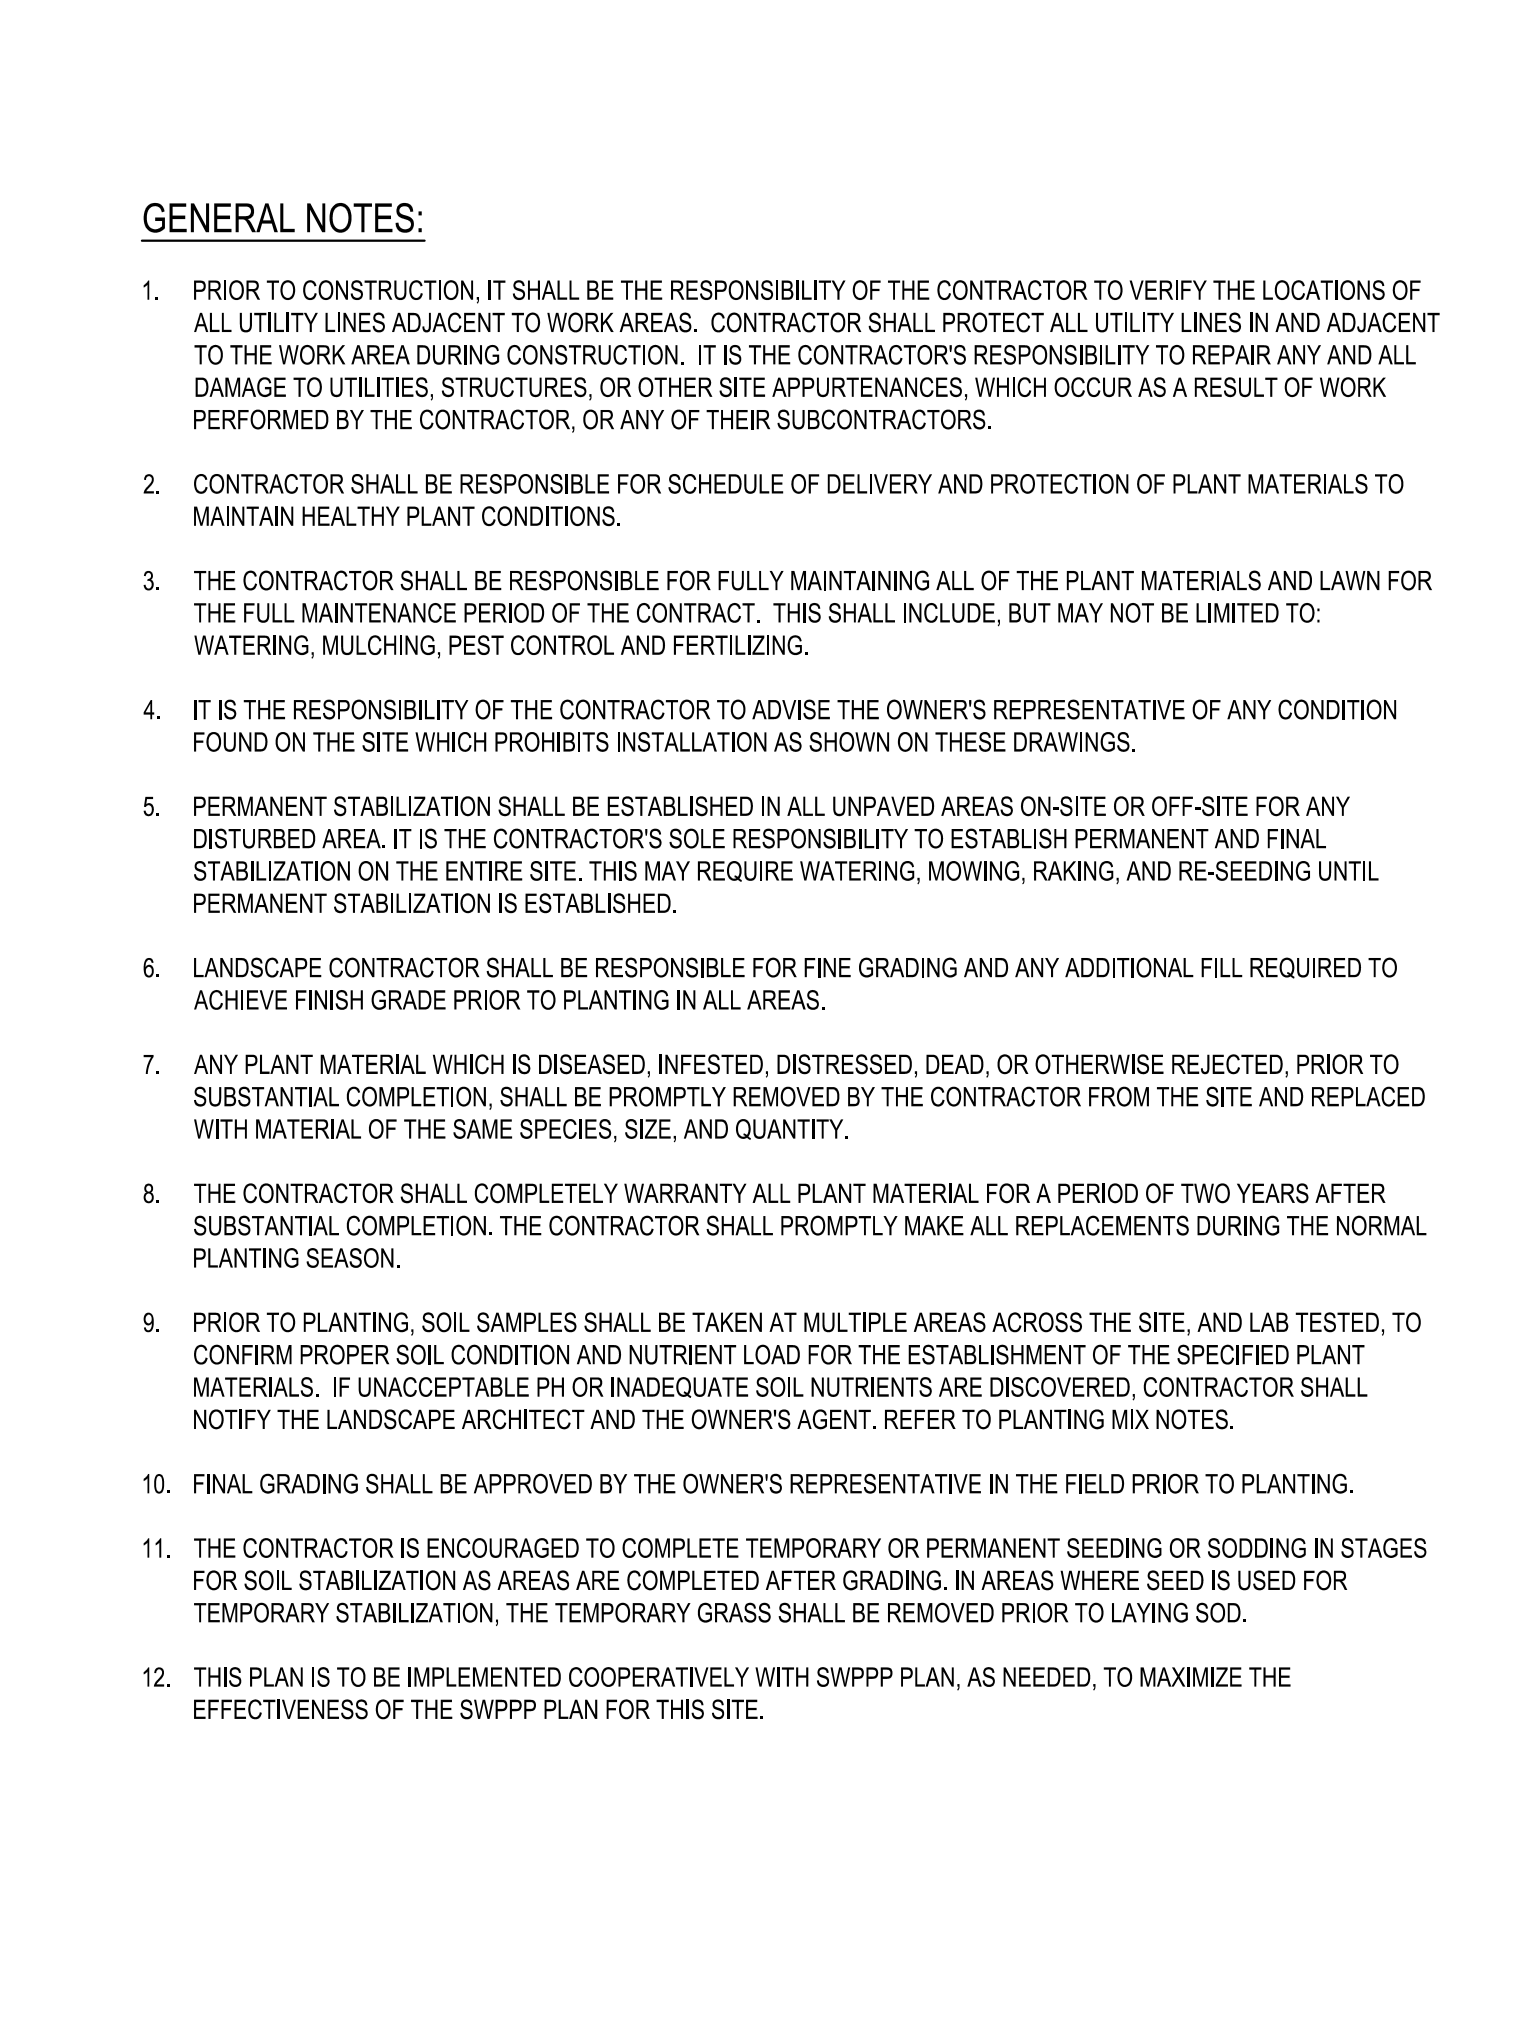 GENERAL NOTES:
1. PRIOR TO CONSTRUCTION, IT SHALL BE THE RESPONSIBILITY OF THE CONTRACTOR TO VERIFY THE LOCATIONS OF
ALL UTILITY LINES ADJACENT TO WORK AREAS. CONTRACTOR SHALL PROTECT ALL UTILITY LINES IN AND ADJACENT
TO THE WORK AREA DURING CONSTRUCTION. IT IS THE CONTRACTOR'S RESPONSIBILITY TO REPAIR ANY AND ALL
DAMAGE TO UTILITIES, STRUCTURES, OR OTHER SITE APPURTENANCES, WHICH OCCUR AS A RESULT OF WORK
PERFORMED BY THE CONTRACTOR, OR ANY OF THEIR SUBCONTRACTORS.
2. CONTRACTOR SHALL BE RESPONSIBLE FOR SCHEDULE OF DELIVERY AND PROTECTION OF PLANT MATERIALS TO
MAINTAIN HEALTHY PLANT CONDITIONS.
3. THE CONTRACTOR SHALL BE RESPONSIBLE FOR FULLY MAINTAINING ALL OF THE PLANT MATERIALS AND LAWN FOR
THE FULL MAINTENANCE PERIOD OF THE CONTRACT. THIS SHALL INCLUDE, BUT MAY NOT BE LIMITED TO:
WATERING, MULCHING, PEST CONTROL AND FERTILIZING.
4. IT IS THE RESPONSIBILITY OF THE CONTRACTOR TO ADVISE THE OWNER'S REPRESENTATIVE OF ANY CONDITION
FOUND ON THE SITE WHICH PROHIBITS INSTALLATION AS SHOWN ON THESE DRAWINGS.
5. PERMANENT STABILIZATION SHALL BE ESTABLISHED IN ALL UNPAVED AREAS ON-SITE OR OFF-SITE FOR ANY
DISTURBED AREA. IT IS THE CONTRACTOR'S SOLE RESPONSIBILITY TO ESTABLISH PERMANENT AND FINAL
STABILIZATION ON THE ENTIRE SITE. THIS MAY REQUIRE WATERING, MOWING, RAKING, AND RE-SEEDING UNTIL
PERMANENT STABILIZATION IS ESTABLISHED.
6. LANDSCAPE CONTRACTOR SHALL BE RESPONSIBLE FOR FINE GRADING AND ANY ADDITIONAL FILL REQUIRED TO
ACHIEVE FINISH GRADE PRIOR TO PLANTING IN ALL AREAS.
7. ANY PLANT MATERIAL WHICH IS DISEASED, INFESTED, DISTRESSED, DEAD, OR OTHERWISE REJECTED, PRIOR TO
SUBSTANTIAL COMPLETION, SHALL BE PROMPTLY REMOVED BY THE CONTRACTOR FROM THE SITE AND REPLACED
WITH MATERIAL OF THE SAME SPECIES, SIZE, AND QUANTITY.
8. THE CONTRACTOR SHALL COMPLETELY WARRANTY ALL PLANT MATERIAL FOR A PERIOD OF TWO YEARS AFTER
SUBSTANTIAL COMPLETION. THE CONTRACTOR SHALL PROMPTLY MAKE ALL REPLACEMENTS DURING THE NORMAL
PLANTING SEASON.
9. PRIOR TO PLANTING, SOIL SAMPLES SHALL BE TAKEN AT MULTIPLE AREAS ACROSS THE SITE, AND LAB TESTED, TO
CONFIRM PROPER SOIL CONDITION AND NUTRIENT LOAD FOR THE ESTABLISHMENT OF THE SPECIFIED PLANT
MATERIALS. IF UNACCEPTABLE PH OR INADEQUATE SOIL NUTRIENTS ARE DISCOVERED, CONTRACTOR SHALL
NOTIFY THE LANDSCAPE ARCHITECT AND THE OWNER'S AGENT. REFER TO PLANTING MIX NOTES.
10. FINAL GRADING SHALL BE APPROVED BY THE OWNER'S REPRESENTATIVE IN THE FIELD PRIOR TO PLANTING.
11. THE CONTRACTOR IS ENCOURAGED TO COMPLETE TEMPORARY OR PERMANENT SEEDING OR SODDING IN STAGES
FOR SOIL STABILIZATION AS AREAS ARE COMPLETED AFTER GRADING. IN AREAS WHERE SEED IS USED FOR
TEMPORARY STABILIZATION, THE TEMPORARY GRASS SHALL BE REMOVED PRIOR TO LAYING SOD.
12. THIS PLAN IS TO BE IMPLEMENTED COOPERATIVELY WITH SWPPP PLAN, AS NEEDED, TO MAXIMIZE THE
EFFECTIVENESS OF THE SWPPP PLAN FOR THIS SITE.